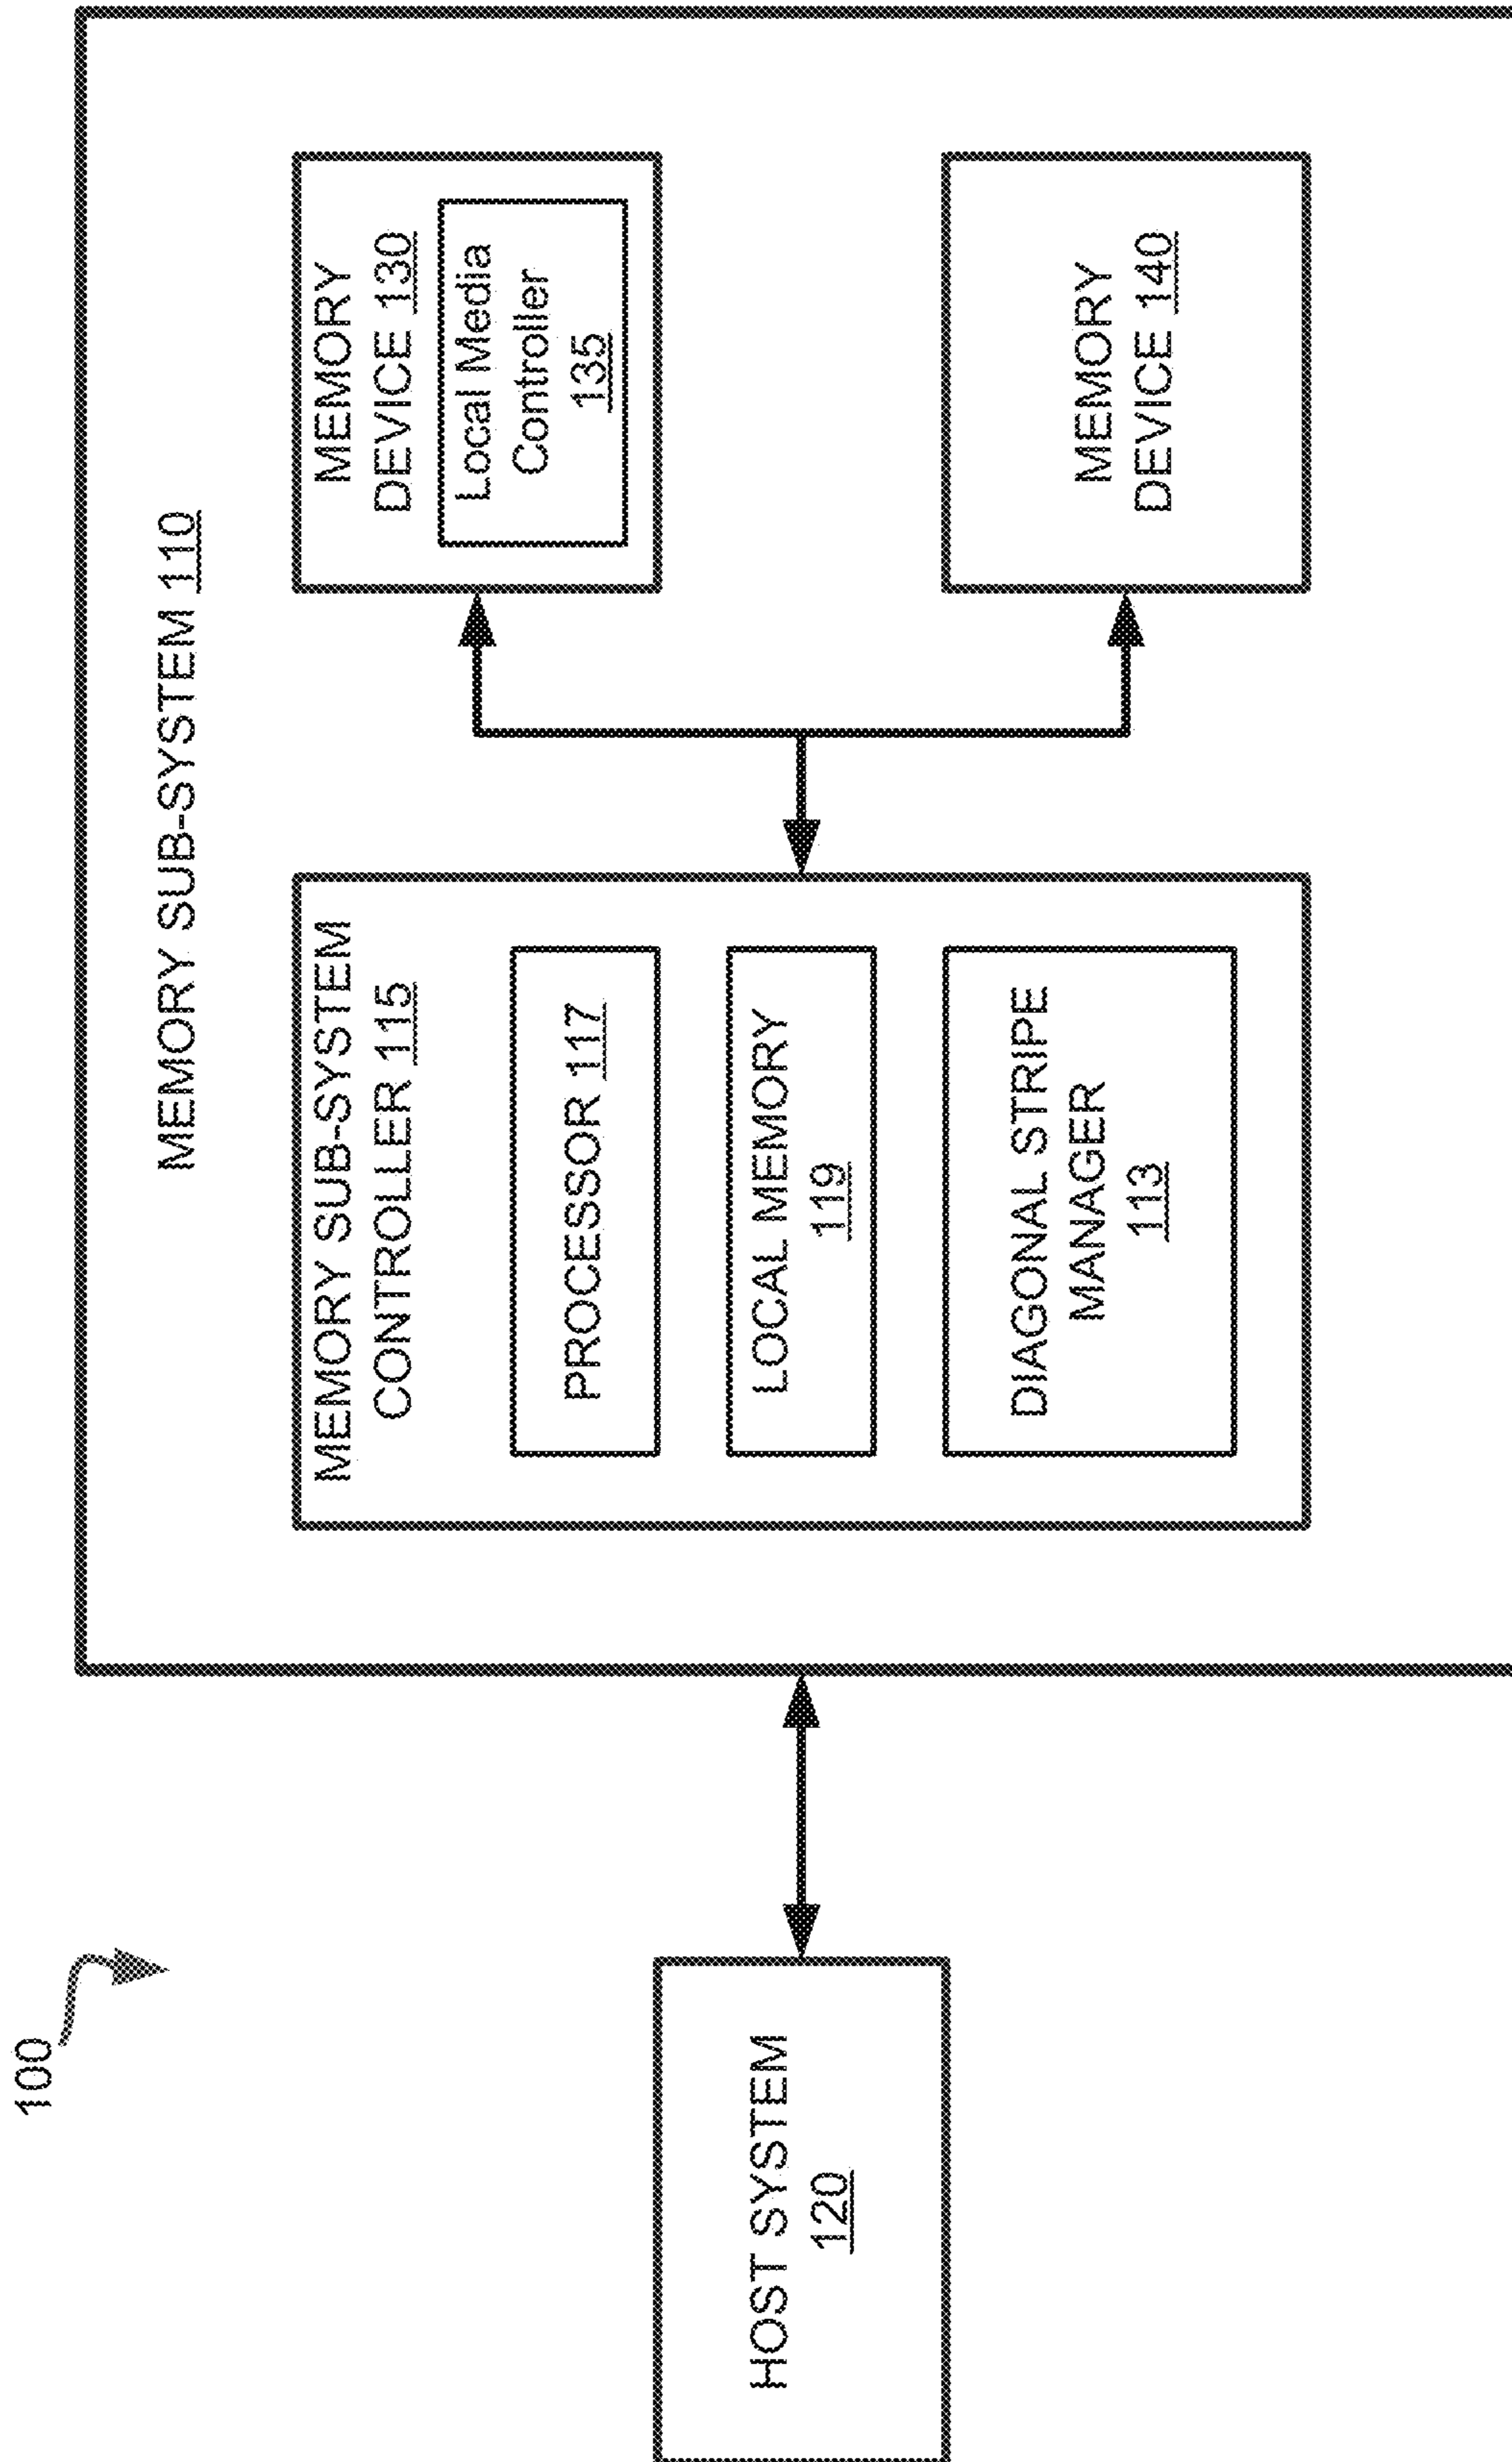 100
MEMORY SUB-SYSTEM 110
HOST SYSTEM
120
MEMORY SUB-SYSTEM
CONTROLLER 115
PROCESSOR 117
LOCAL MEMORY
119
DIAGONAL STRIPE
MANAGER
113
MEMORY
DEVICE 130
Local Media
Controller
135
MEMORY
DEVICE 140